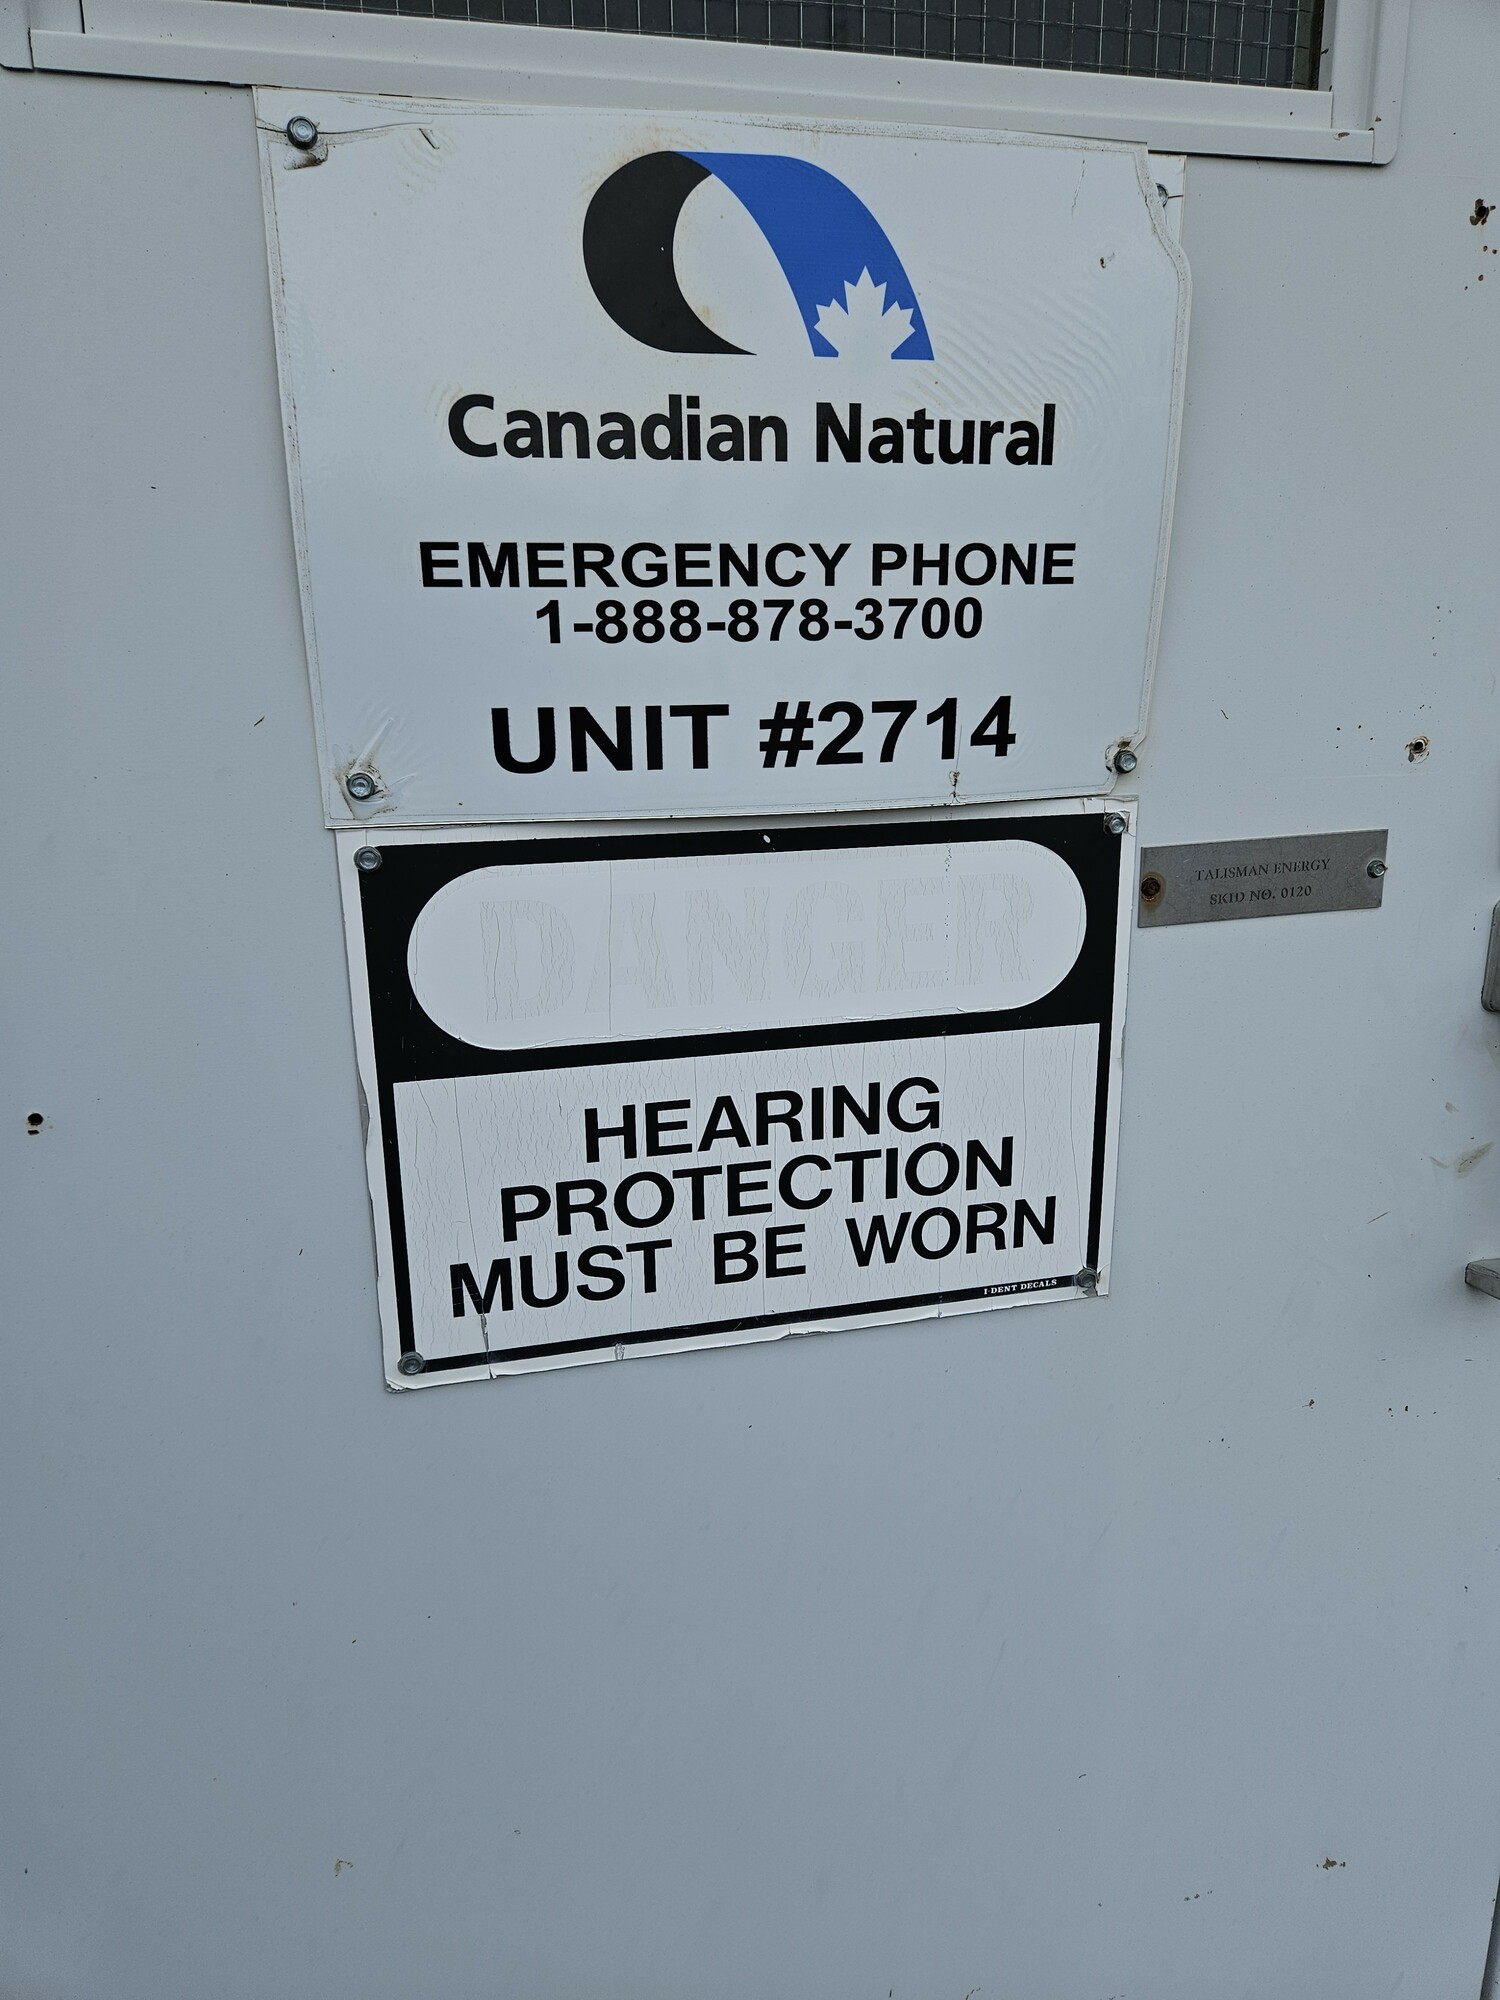 Canadian Natural
EMERGENCY PHONE
1-888-878-3700
UNIT #2714
DANGER
HEARING
PROTECTION
MUST BE WORN
I·DENT DECALS
TALISMAN ENERGY
SKID NO. 0120